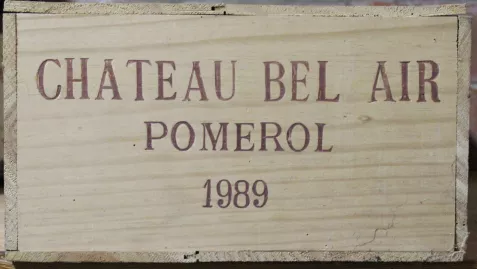 CHATEAU BEL AIR
POMEROL
1989